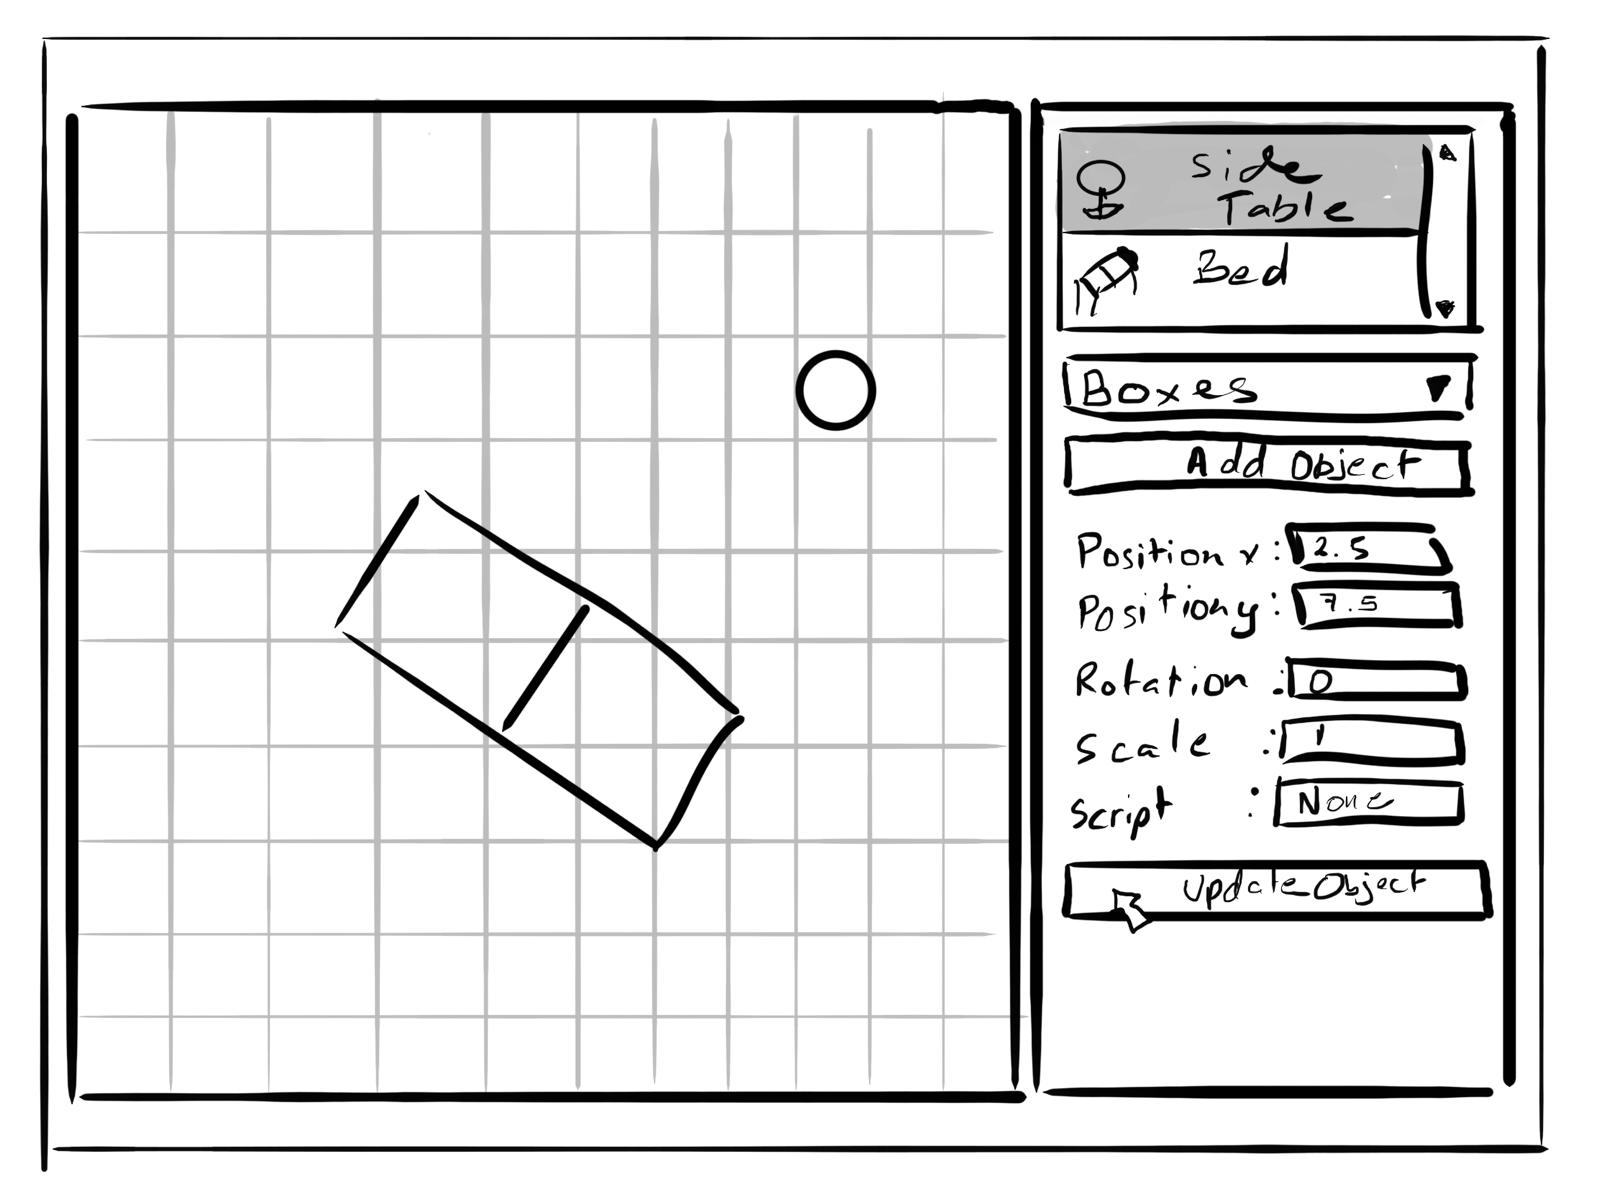 Side
Table
Bed
Boxes
Add Object
Position x : 2.5
Position y : 7.5
Rotation : 0
Scale : 1
Script : None
Update Object